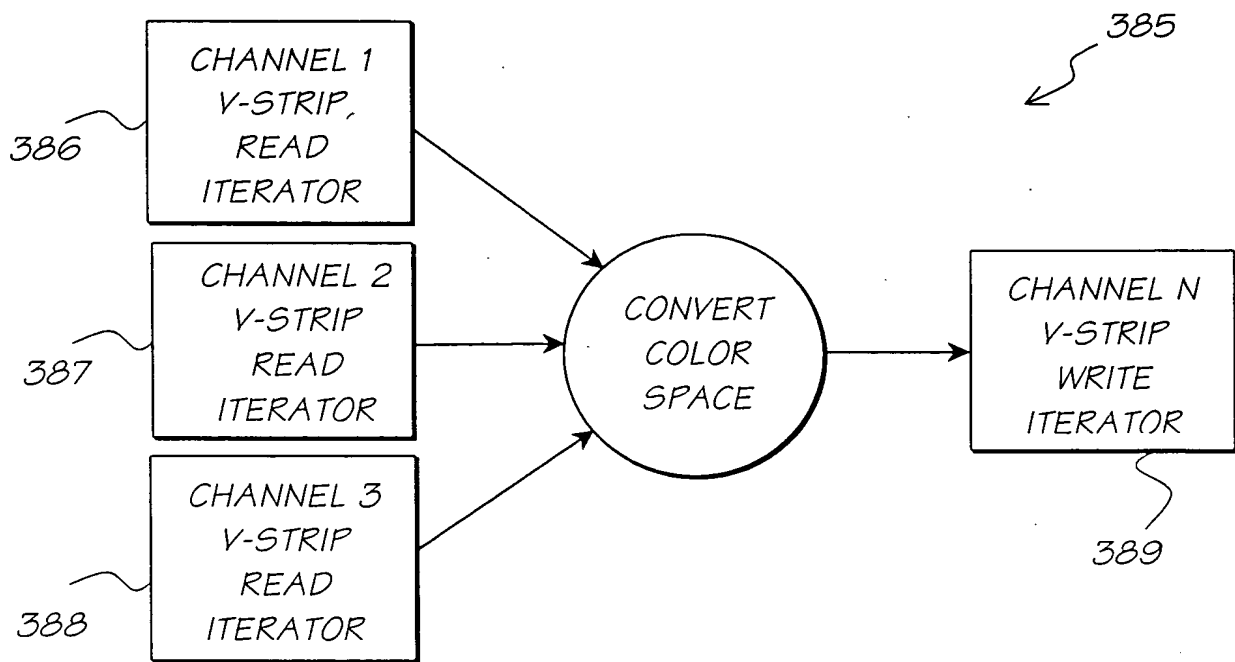 385
CHANNEL 1
V-STRIP,
READ
ITERATOR
386
CHANNEL 2
V-STRIP
READ
ITERATOR
387
CHANNEL 3
V-STRIP
READ
ITERATOR
388
CONVERT
COLOR
SPACE
CHANNEL N
V-STRIP
WRITE
ITERATOR
389